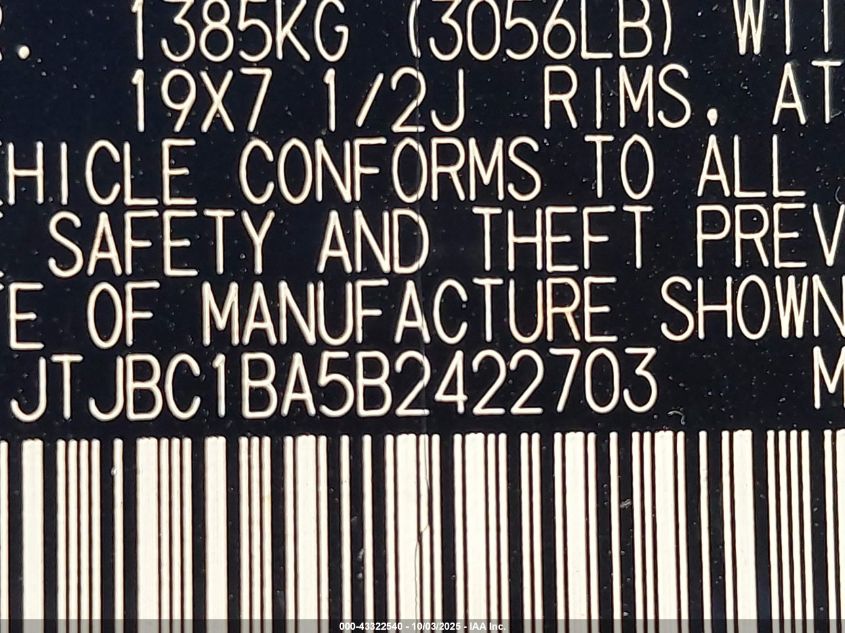 R. 1385KG (3056LB) WIT
19X7 1/2J RIMS, AT
HICLE CONFORMS TO ALL
SAFETY AND THEFT PREV
E OF MANUFACTURE SHOWN
JTJBC1BA5B2422703 M
000-43322540 - 10/03/2025 - IAA Inc.